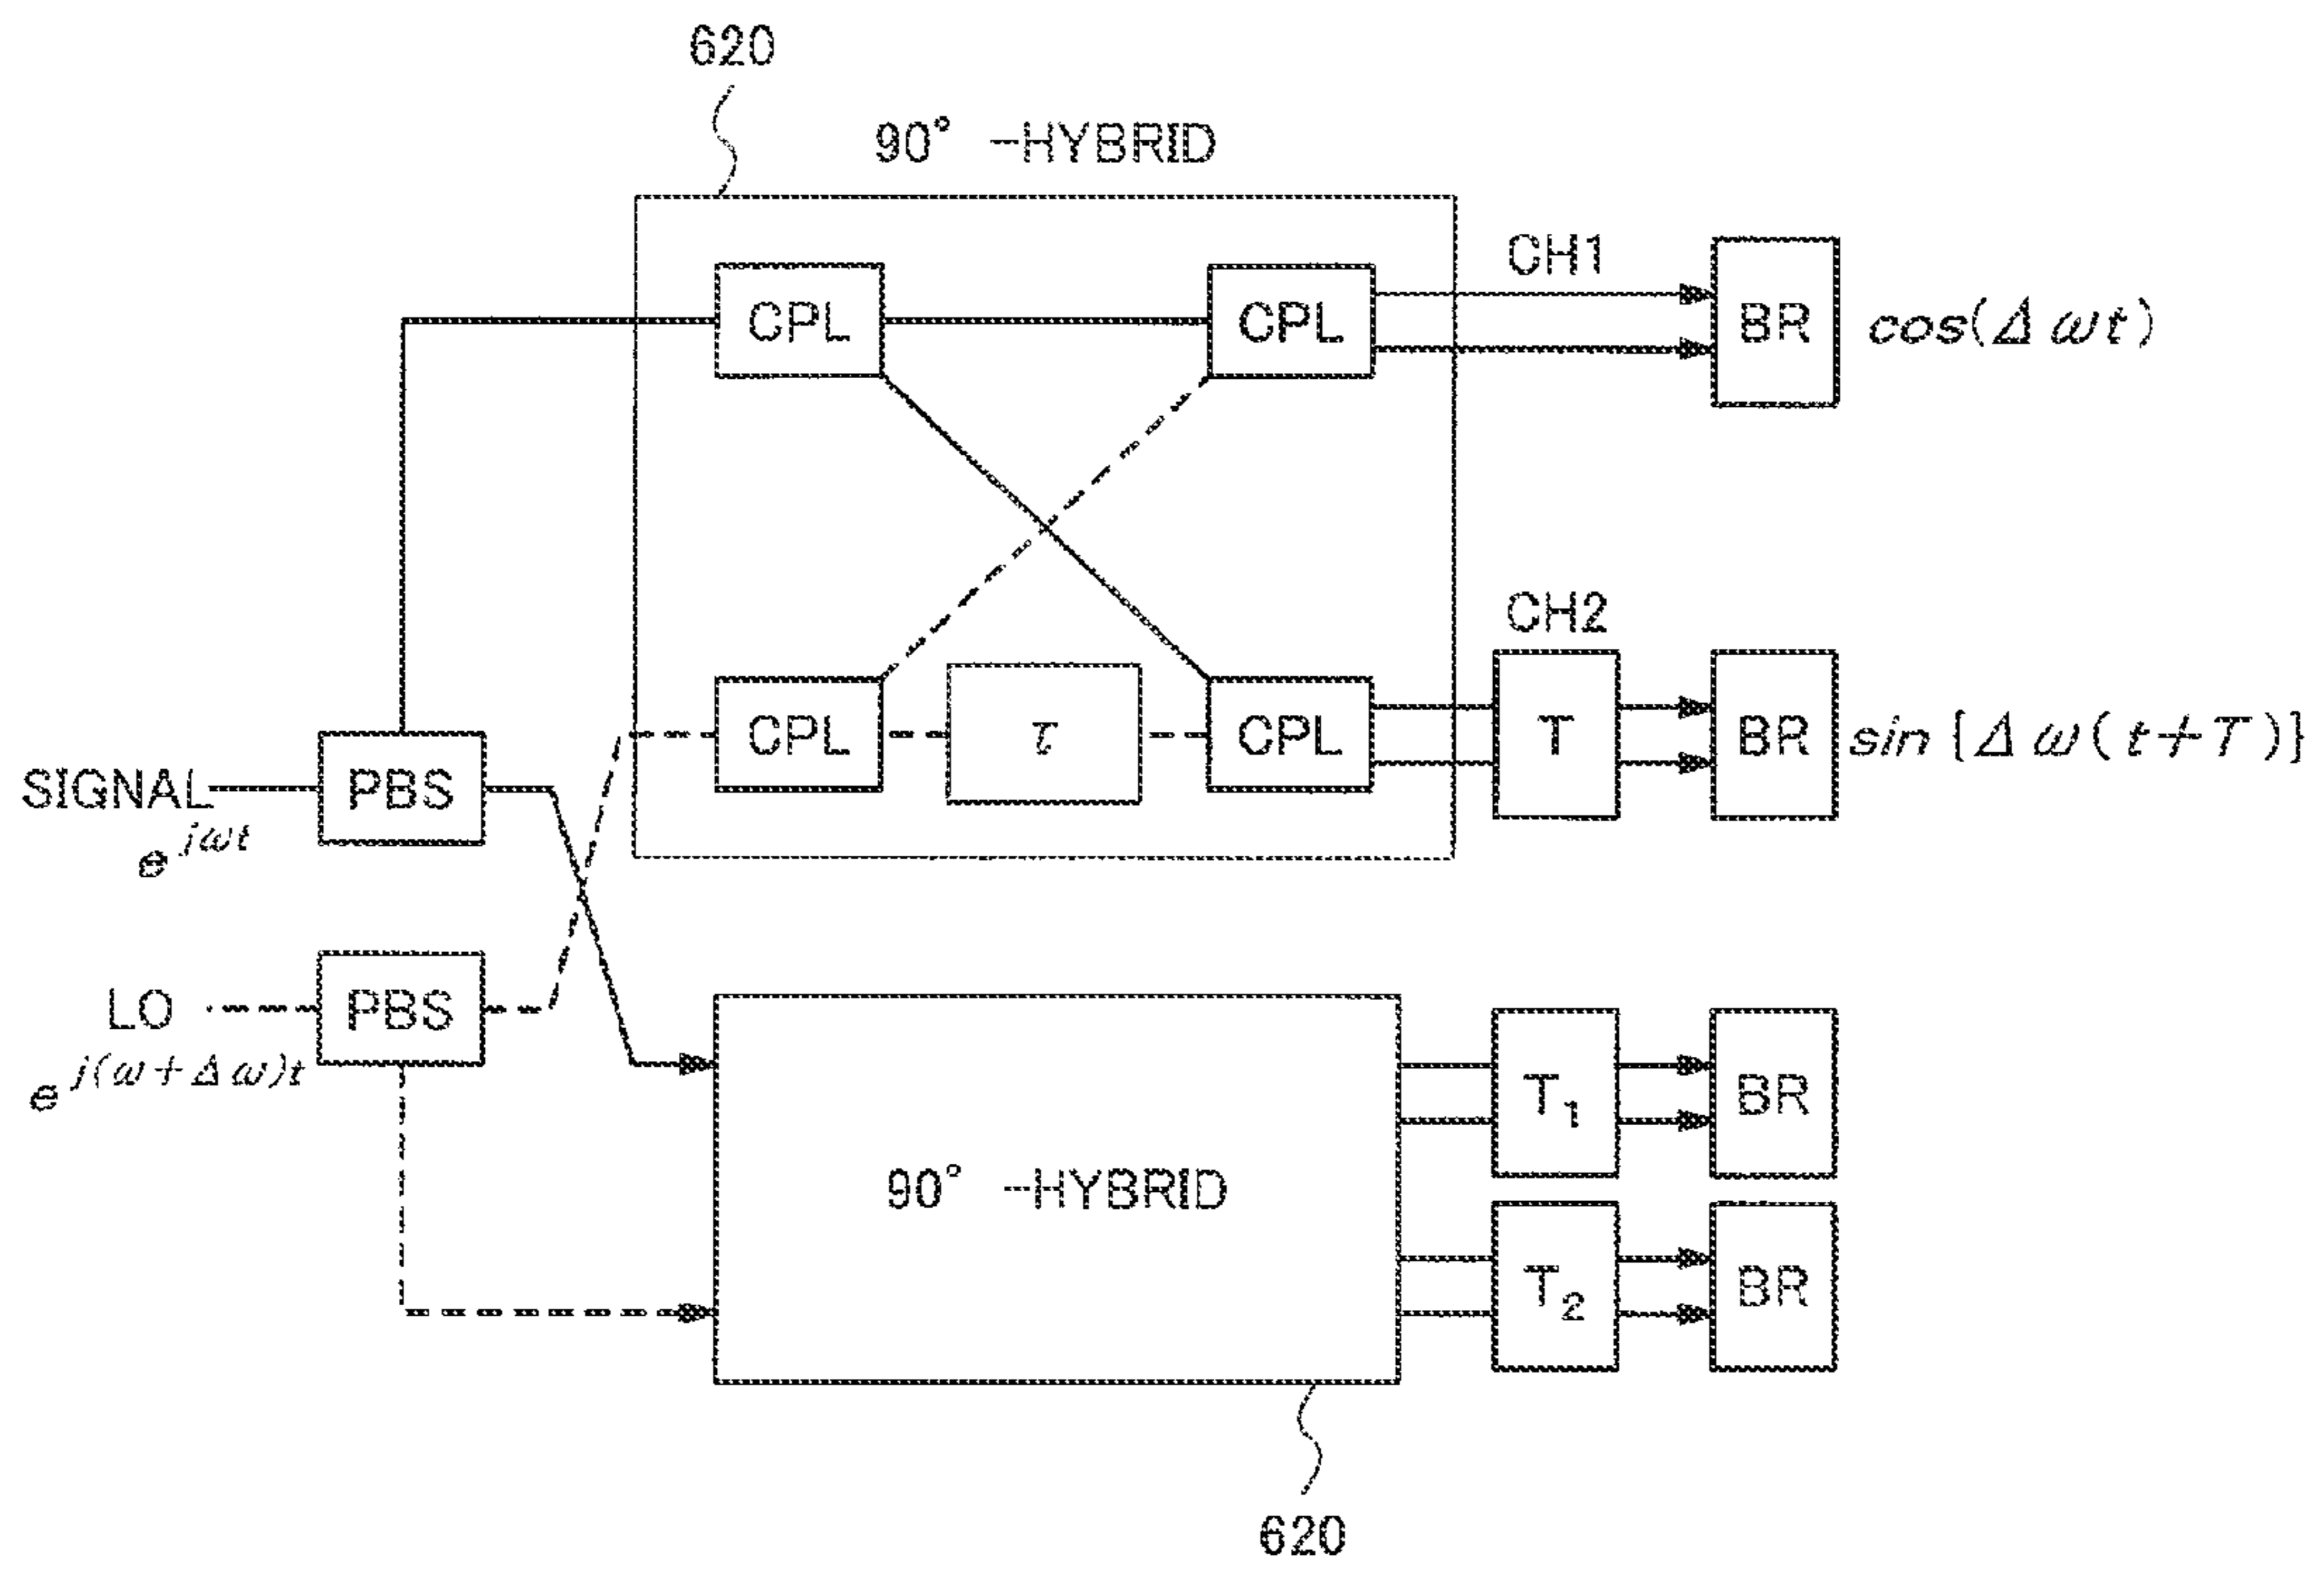 620
90° -HYBRID
CPL
CPL
CH1
BR
cos(Δωt)
CH2
CPL
τ
CPL
T
BR
sin{Δω(t+T)}
SIGNAL
e^jωt
PBS
LO
e^j(ω+Δω)t
PBS
90° -HYBRID
T1
BR
T2
BR
620